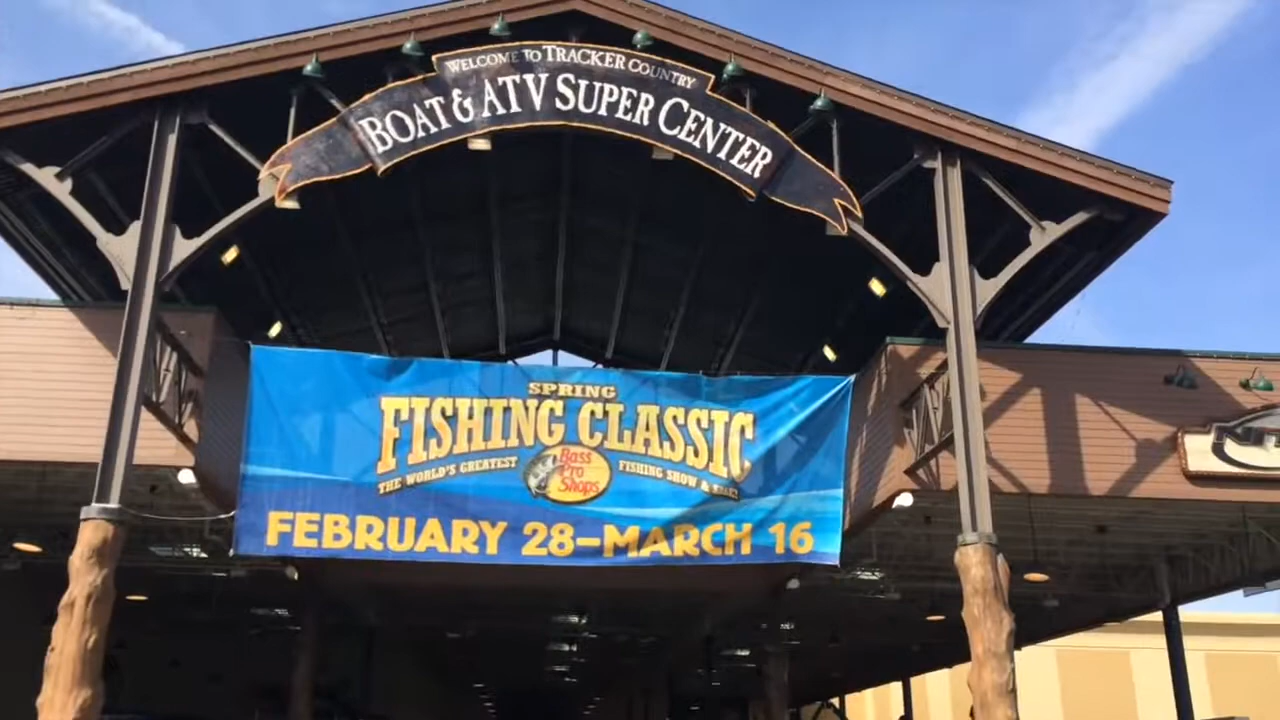 WELCOME TO TRACKER COUNTRY
BOAT & ATV SUPER CENTER
SPRING
FISHING CLASSIC
THE WORLD'S GREATEST
Bass
Pro
Shops
FISHING SHOW & SALE!
FEBRUARY 28–MARCH 16